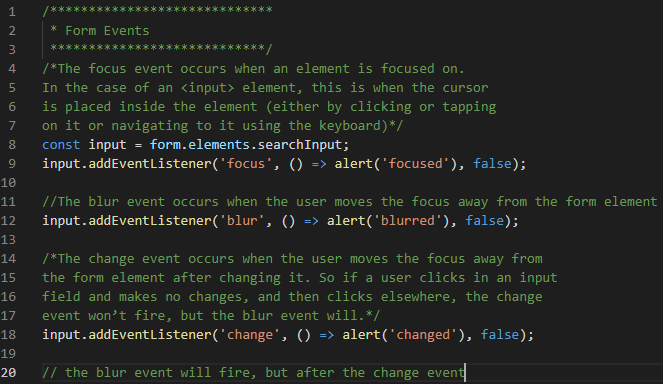 1 /*****************************
2 * Form Events
3 ****************************/
4 /*The focus event occurs when an element is focused on.
5 In the case of an <input> element, this is when the cursor
6 is placed inside the element (either by clicking or tapping
7 on it or navigating to it using the keyboard)*/
8 const input = form.elements.searchInput;
9 input.addEventListener('focus', () => alert('focused'), false);
10
11 //The blur event occurs when the user moves the focus away from the form element
12 input.addEventListener('blur', () => alert('blurred'), false);
13
14 /*The change event occurs when the user moves the focus away from
15 the form element after changing it. So if a user clicks in an input
16 field and makes no changes, and then clicks elsewhere, the change
17 event won’t fire, but the blur event will.*/
18 input.addEventListener('change', () => alert('changed'), false);
19
20 // the blur event will fire, but after the change event